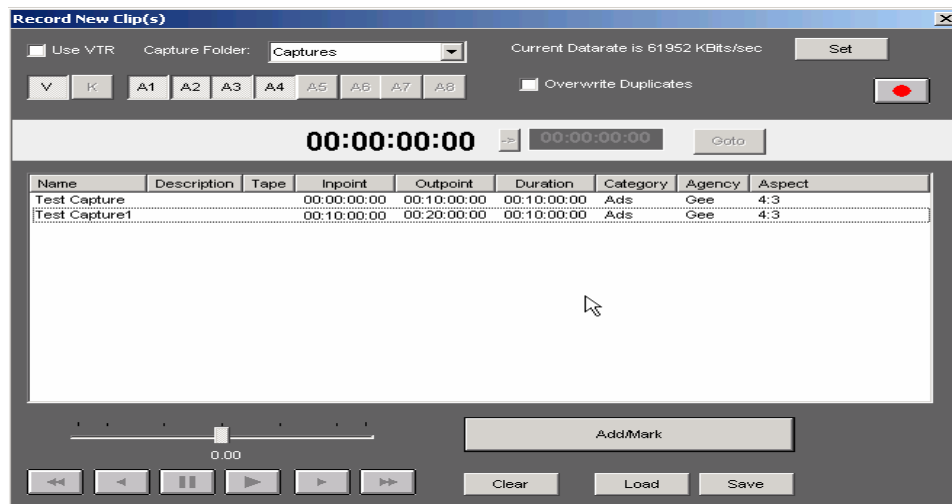 Record New Clip(s)
Use VTR Capture Folder: Captures Current Datarate is 61952 KBits/sec Set
V K A1 A2 A3 A4 A5 A6 A7 A8 Overwrite Duplicates
00:00:00:00 -> 00:00:00:00 Goto
Name Description Tape Inpoint Outpoint Duration Category Agency Aspect
Test Capture 00:00:00:00 00:10:00:00 00:10:00:00 Ads Gee 4:3
Test Capture1 00:10:00:00 00:20:00:00 00:10:00:00 Ads Gee 4:3
Add/Mark
0.00
Clear Load Save